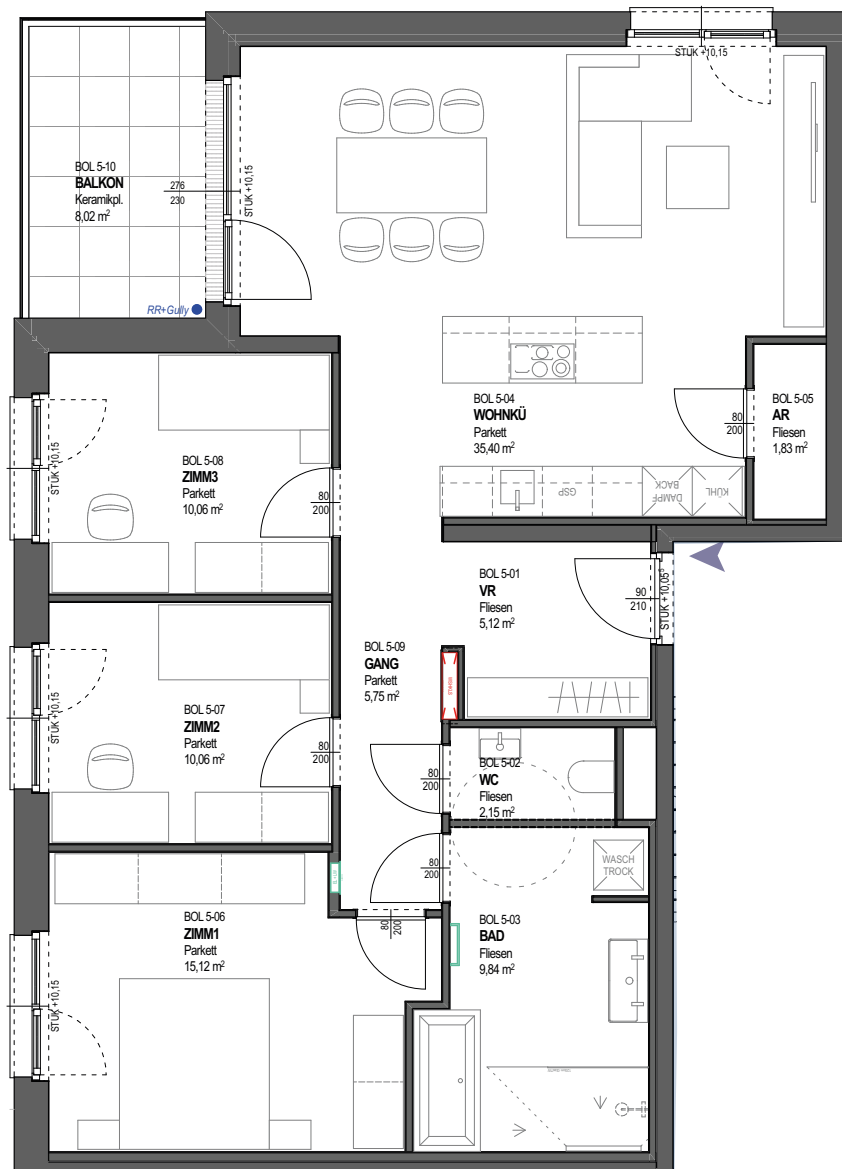 STUK +10,15
BOL 5-10
BALKON
Keramikpl.
8,02 m²
276
230
STUK +10,15
RR+Gully
BOL 5-04
WOHNKÜ
Parkett
35,40 m²
80
200
BOL 5-05
AR
Fliesen
1,83 m²
GSP
DAMPF
BACK
KÜHL
STUK +10,15
BOL 5-08
ZIMM3
Parkett
10,06 m²
80
200
BOL 5-01
VR
Fliesen
5,12 m²
90
210
STUK +10,05⁵
BOL 5-09
GANG
Parkett
5,75 m²
STUK +10,15
BOL 5-07
ZIMM2
Parkett
10,06 m²
80
200
80
200
BOL 5-02
WC
Fliesen
2,15 m²
80
200
WASCH
TROCK
BOL 5-06
ZIMM1
Parkett
15,12 m²
80
200
BOL 5-03
BAD
Fliesen
9,84 m²
STUK +10,15